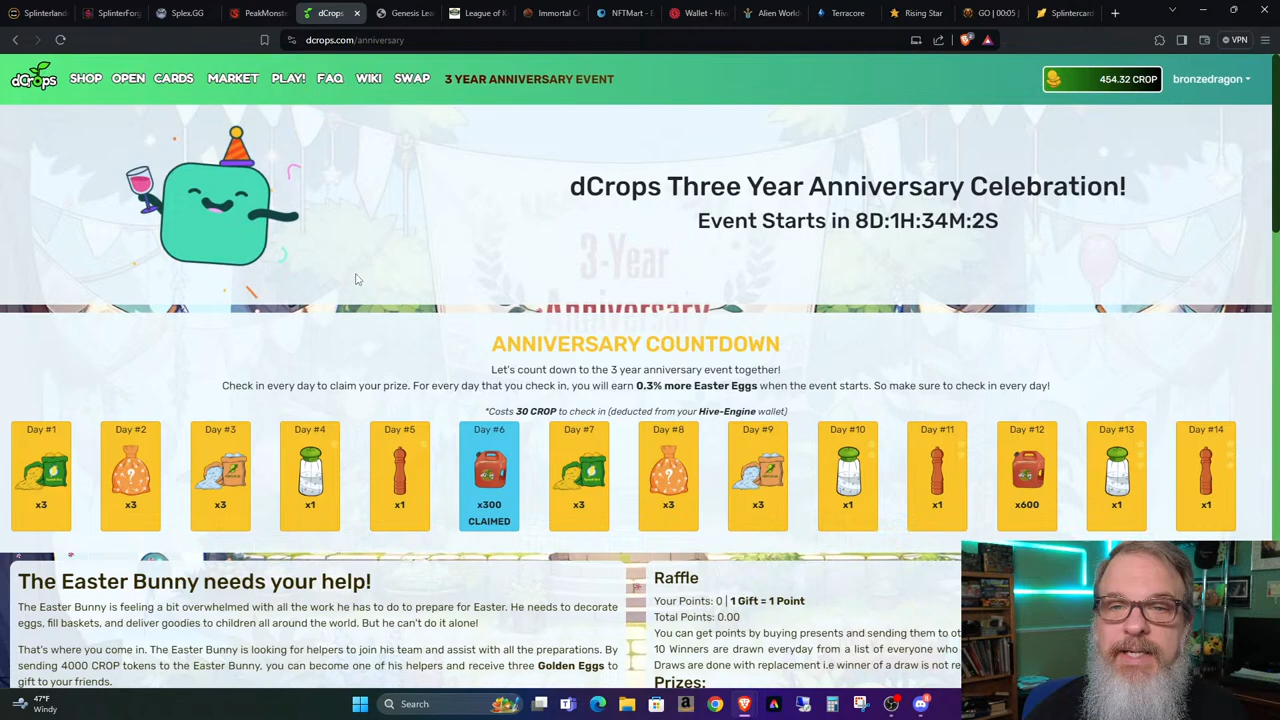 Splinterland
SplinterForg
Splex.GG
PeakMonste
dCrops
Genesis Lea
League of K
Immortal C
NFTMart - E
Wallet - Hiv
Alien World
Terracore
Rising Star
GO | 00:05 |
Splintercard
dcrops.com/anniversary
VPN
dCrops
SHOP OPEN CARDS MARKET PLAY! FAQ WIKI SWAP 3 YEAR ANNIVERSARY EVENT
454.32 CROP
bronzedragon
dCrops Three Year Anniversary Celebration!
Event Starts in 8D:1H:34M:2S
3-Year
Anniversary
ANNIVERSARY COUNTDOWN
Let's count down to the 3 year anniversary event together!
Check in every day to claim your prize. For every day that you check in, you will earn 0.3% more Easter Eggs when the event starts. So make sure to check in every day!
*Costs 30 CROP to check in (deducted from your Hive-Engine wallet)
Day #1 Day #2 Day #3 Day #4 Day #5 Day #6 Day #7 Day #8 Day #9 Day #10 Day #11 Day #12 Day #13 Day #14
x3 x3 x3 x1 x1 x300 x3 x3 x3 x1 x1 x600 x1 x1
CLAIMED
The Easter Bunny needs your help!
The Easter Bunny is feeling a bit overwhelmed with all the work he has to do to prepare for Easter. He needs to decorate
eggs, fill baskets, and deliver goodies to children all around the world. But he can't do it alone!
That's where you come in. The Easter Bunny is looking for helpers to join his team and assist with all the preparations. By
sending 4000 CROP tokens to the Easter Bunny, you can become one of his helpers and receive three Golden Eggs to
gift to your friends.
Raffle
Your Points: 0 | 1 Gift = 1 Point
Total Points: 0.00
You can get points by buying presents and sending them to ot
10 Winners are drawn everyday from a list of everyone who
Draws are done with replacement i.e winner of a draw is not re
Prizes:
47°F
Windy
Search